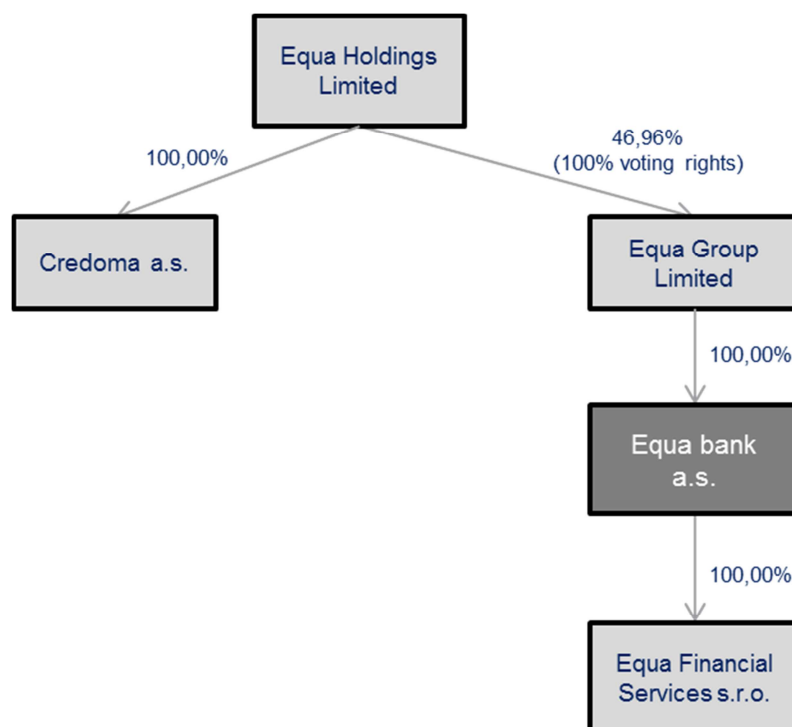 Equa Holdings
Limited
100,00%
46,96%
(100% voting rights)
Credoma a.s.
Equa Group
Limited
100,00%
Equa bank
a.s.
100,00%
Equa Financial
Services s.r.o.